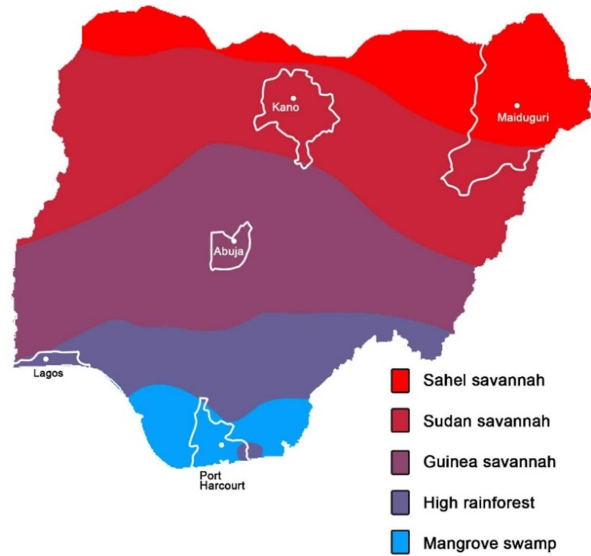 Kano
Maiduguri
Abuja
Lagos
Port
Harcourt
Sahel savannah
Sudan savannah
Guinea savannah
High rainforest
Mangrove swamp